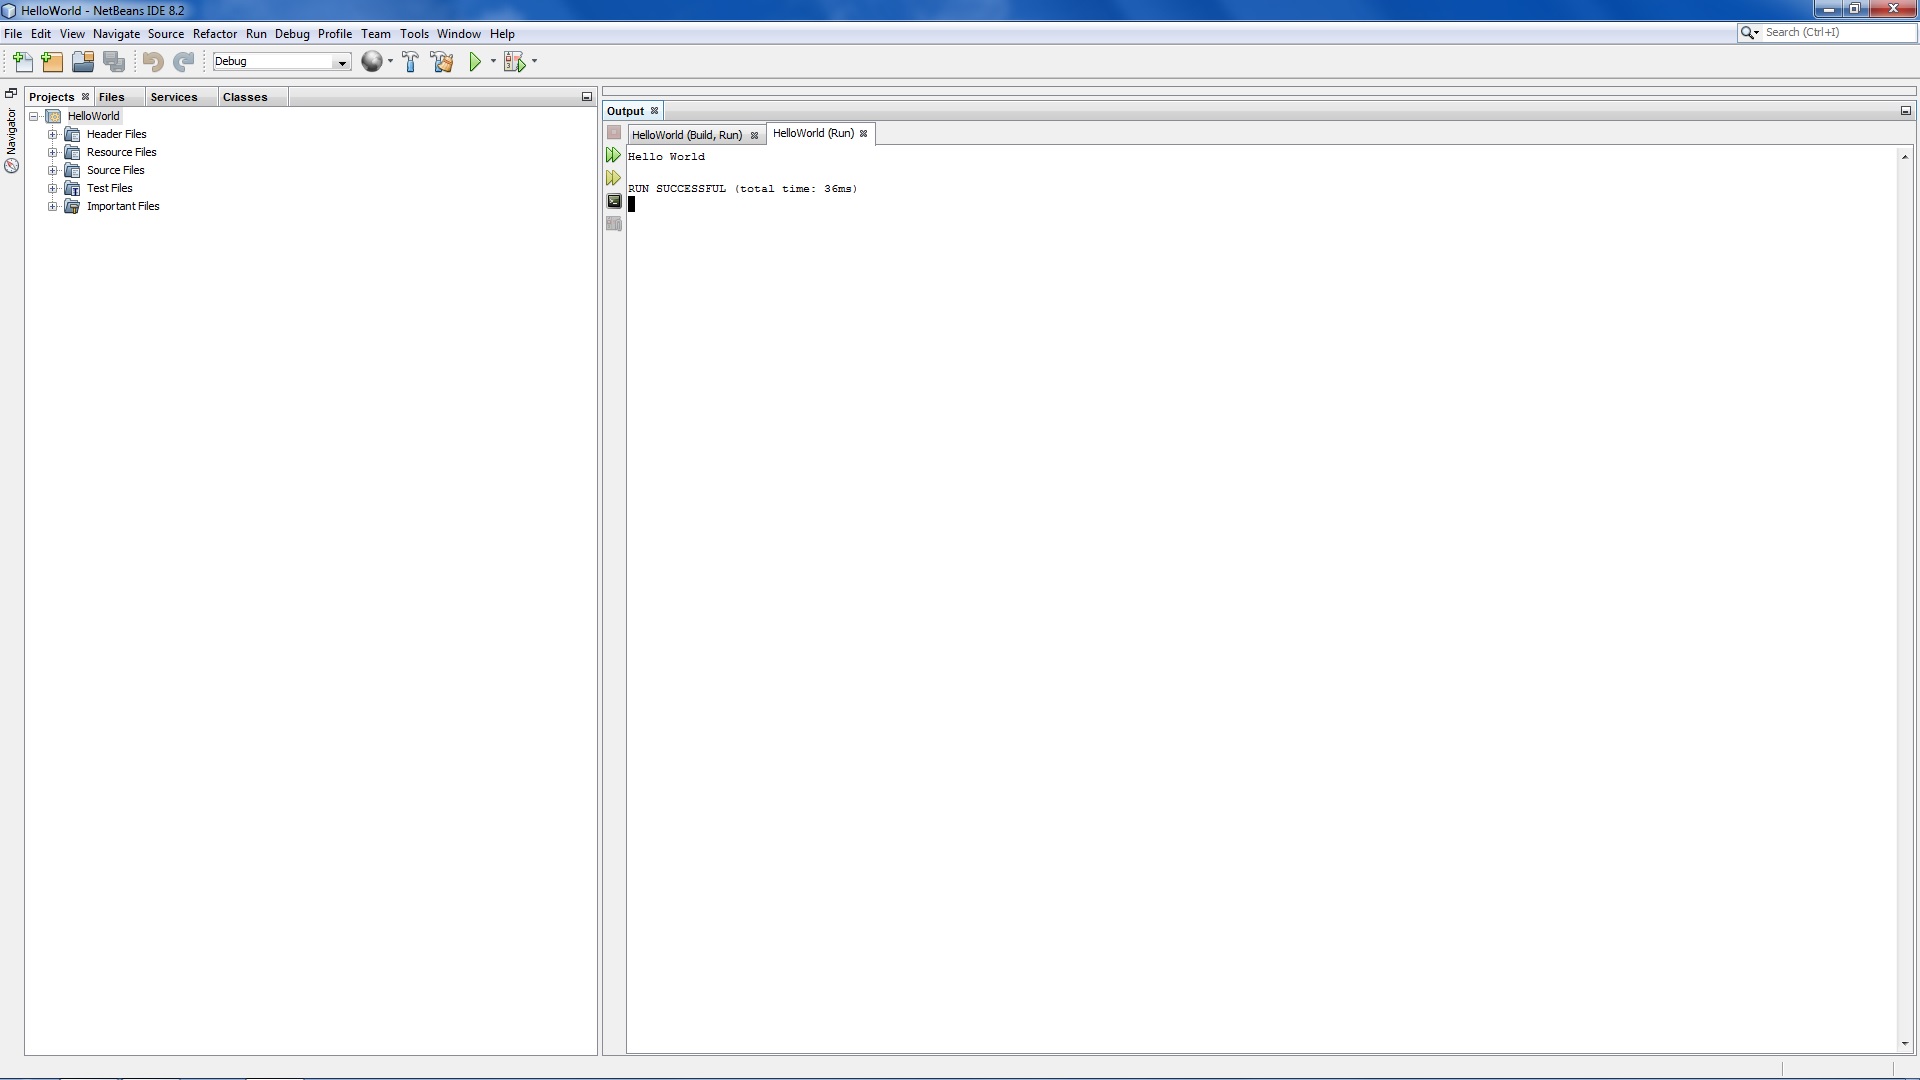 HelloWorld - NetBeans IDE 8.2
File Edit View Navigate Source Refactor Run Debug Profile Team Tools Window Help
Search (Ctrl+I)
Debug
Navigator
Projects Files Services Classes
HelloWorld
Header Files
Resource Files
Source Files
Test Files
Important Files
Output
HelloWorld (Build, Run) HelloWorld (Run)
Hello World
RUN SUCCESSFUL (total time: 36ms)